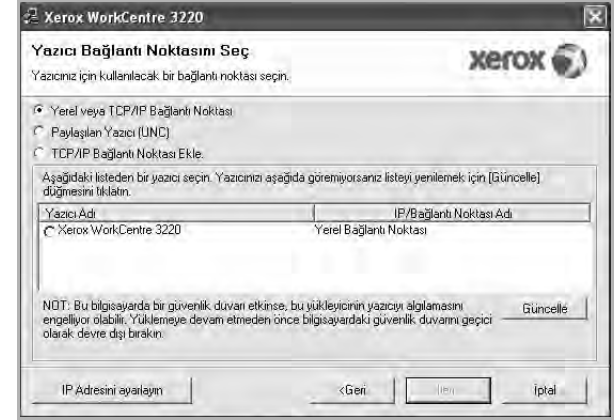 Xerox WorkCentre 3220
Yazıcı Bağlantı Noktasını Seç
Yazıcınız için kullanılacak bir bağlantı noktası seçin.
xerox
Yerel veya TCP/IP Bağlantı Noktası
Paylaşılan Yazıcı (UNC)
TCP/IP Bağlantı Noktası Ekle.
Aşağıdaki listeden bir yazıcı seçin. Yazıcınızı aşağıda göremiyorsanız listeyi yenilemek için [Güncelle]
düğmesini tıklatın.
Yazıcı Adı IP/Bağlantı Noktası Adı
Xerox WorkCentre 3220 Yerel Bağlantı Noktası
NOT: Bu bilgisayarda bir güvenlik duvarı etkinse, bu yükleyicinin yazıcıyı algılamasını
engelliyor olabilir. Yüklemeye devam etmeden önce bilgisayardaki güvenlik duvarını geçici
olarak devre dışı bırakın.
Güncelle
IP Adresini ayarlayın <Geri İleri İptal